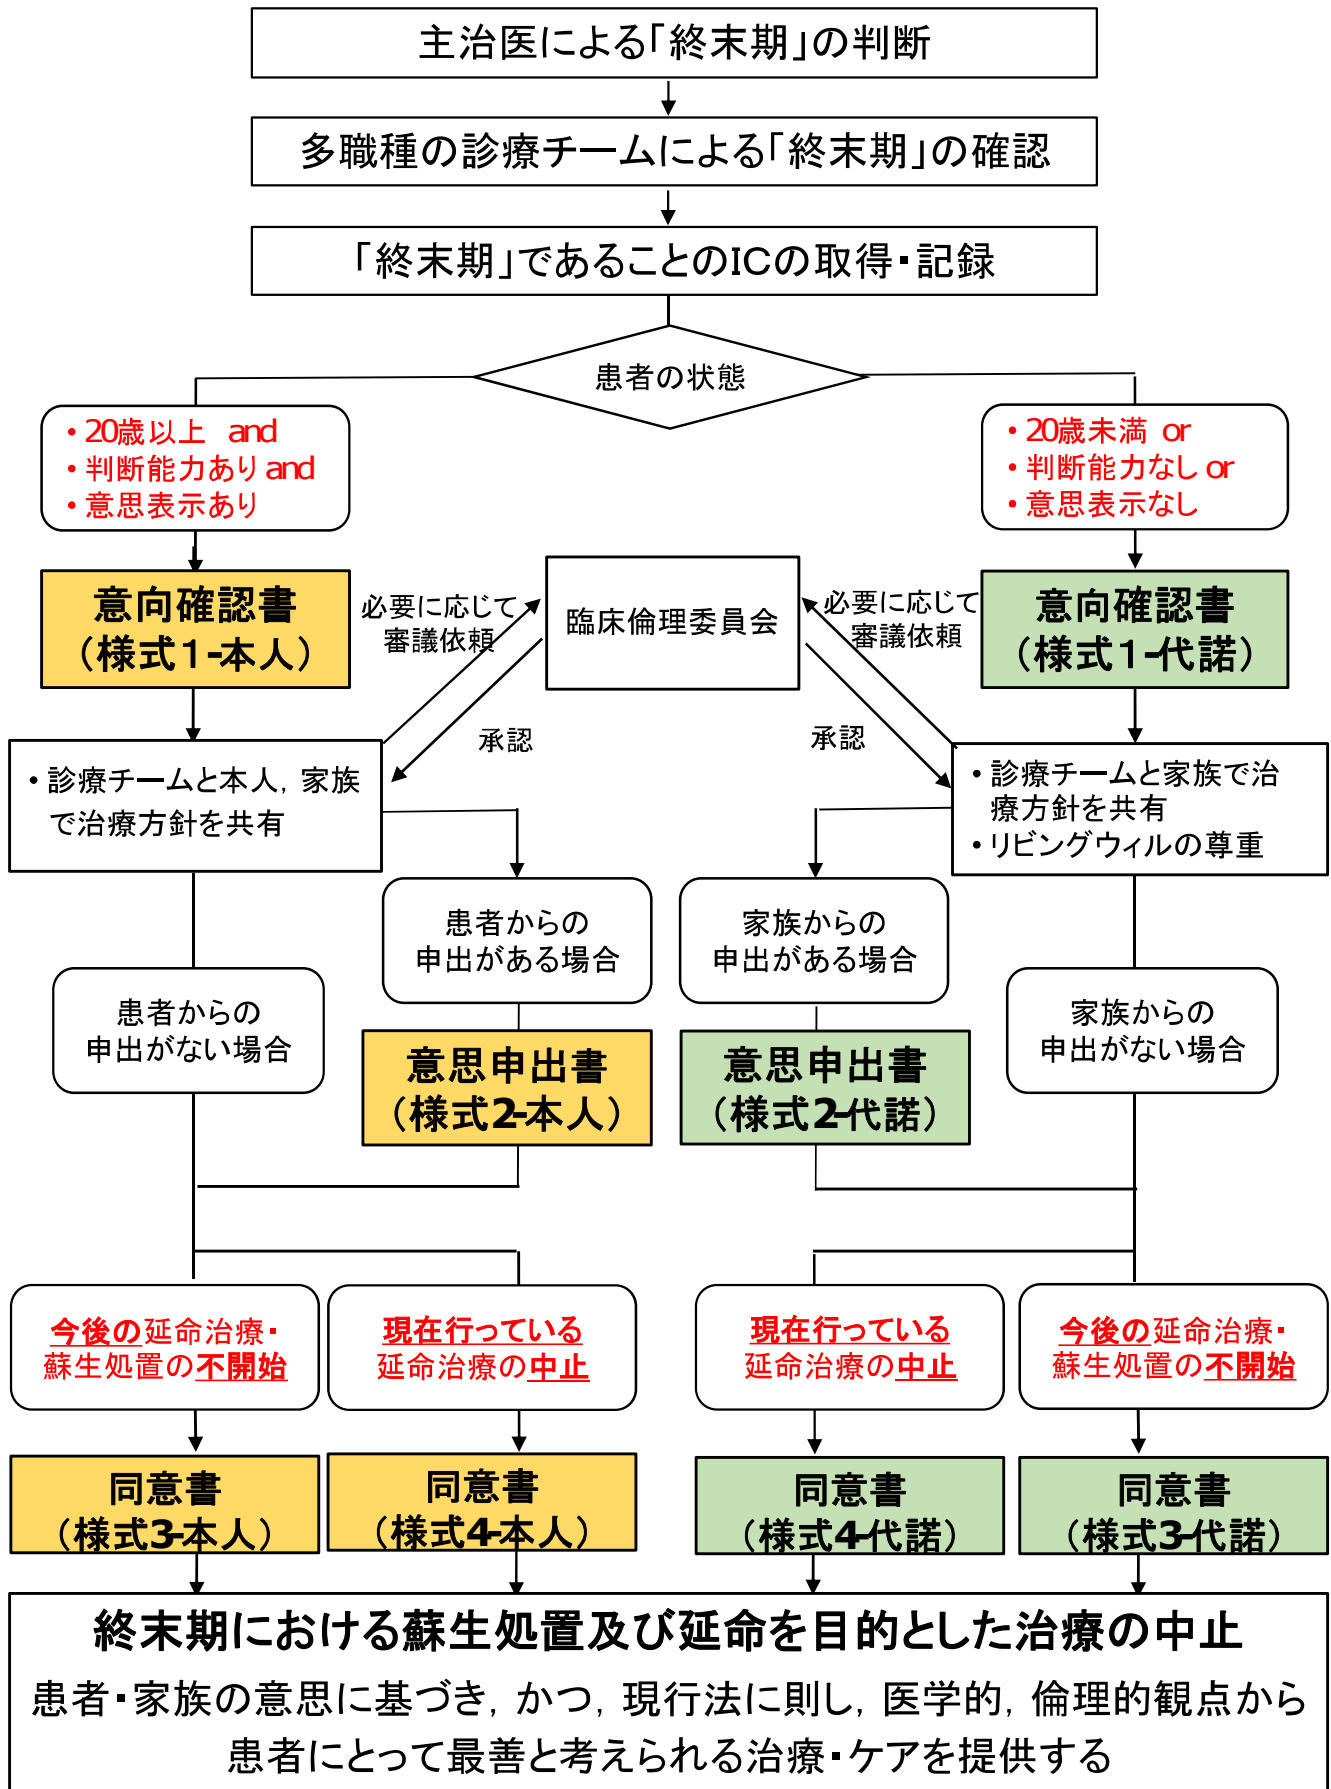 主治医による「終末期」の判断
多職種の診療チームによる「終末期」の確認
「終末期」であることのICの取得・記録
患者の状態
・20歳以上 and
・判断能力あり and
・意思表示あり
・20歳未満 or
・判断能力なし or
・意思表示なし
意向確認書
（様式１-本人）
必要に応じて
審議依頼
臨床倫理委員会
必要に応じて
審議依頼
意向確認書
（様式１-代諾）
承認
承認
・診療チームと本人，家族
で治療方針を共有
・診療チームと家族で治
療方針を共有
・リビングウィルの尊重
患者からの
申出がある場合
家族からの
申出がある場合
患者からの
申出がない場合
家族からの
申出がない場合
意思申出書
（様式2-本人）
意思申出書
（様式2-代諾）
今後の延命治療・
蘇生処置の不開始
現在行っている
延命治療の中止
現在行っている
延命治療の中止
今後の延命治療・
蘇生処置の不開始
同意書
（様式3-本人）
同意書
（様式4-本人）
同意書
（様式4-代諾）
同意書
（様式3-代諾）
終末期における蘇生処置及び延命を目的とした治療の中止
患者・家族の意思に基づき，かつ，現行法に則し，医学的，倫理的観点から
患者にとって最善と考えられる治療・ケアを提供する